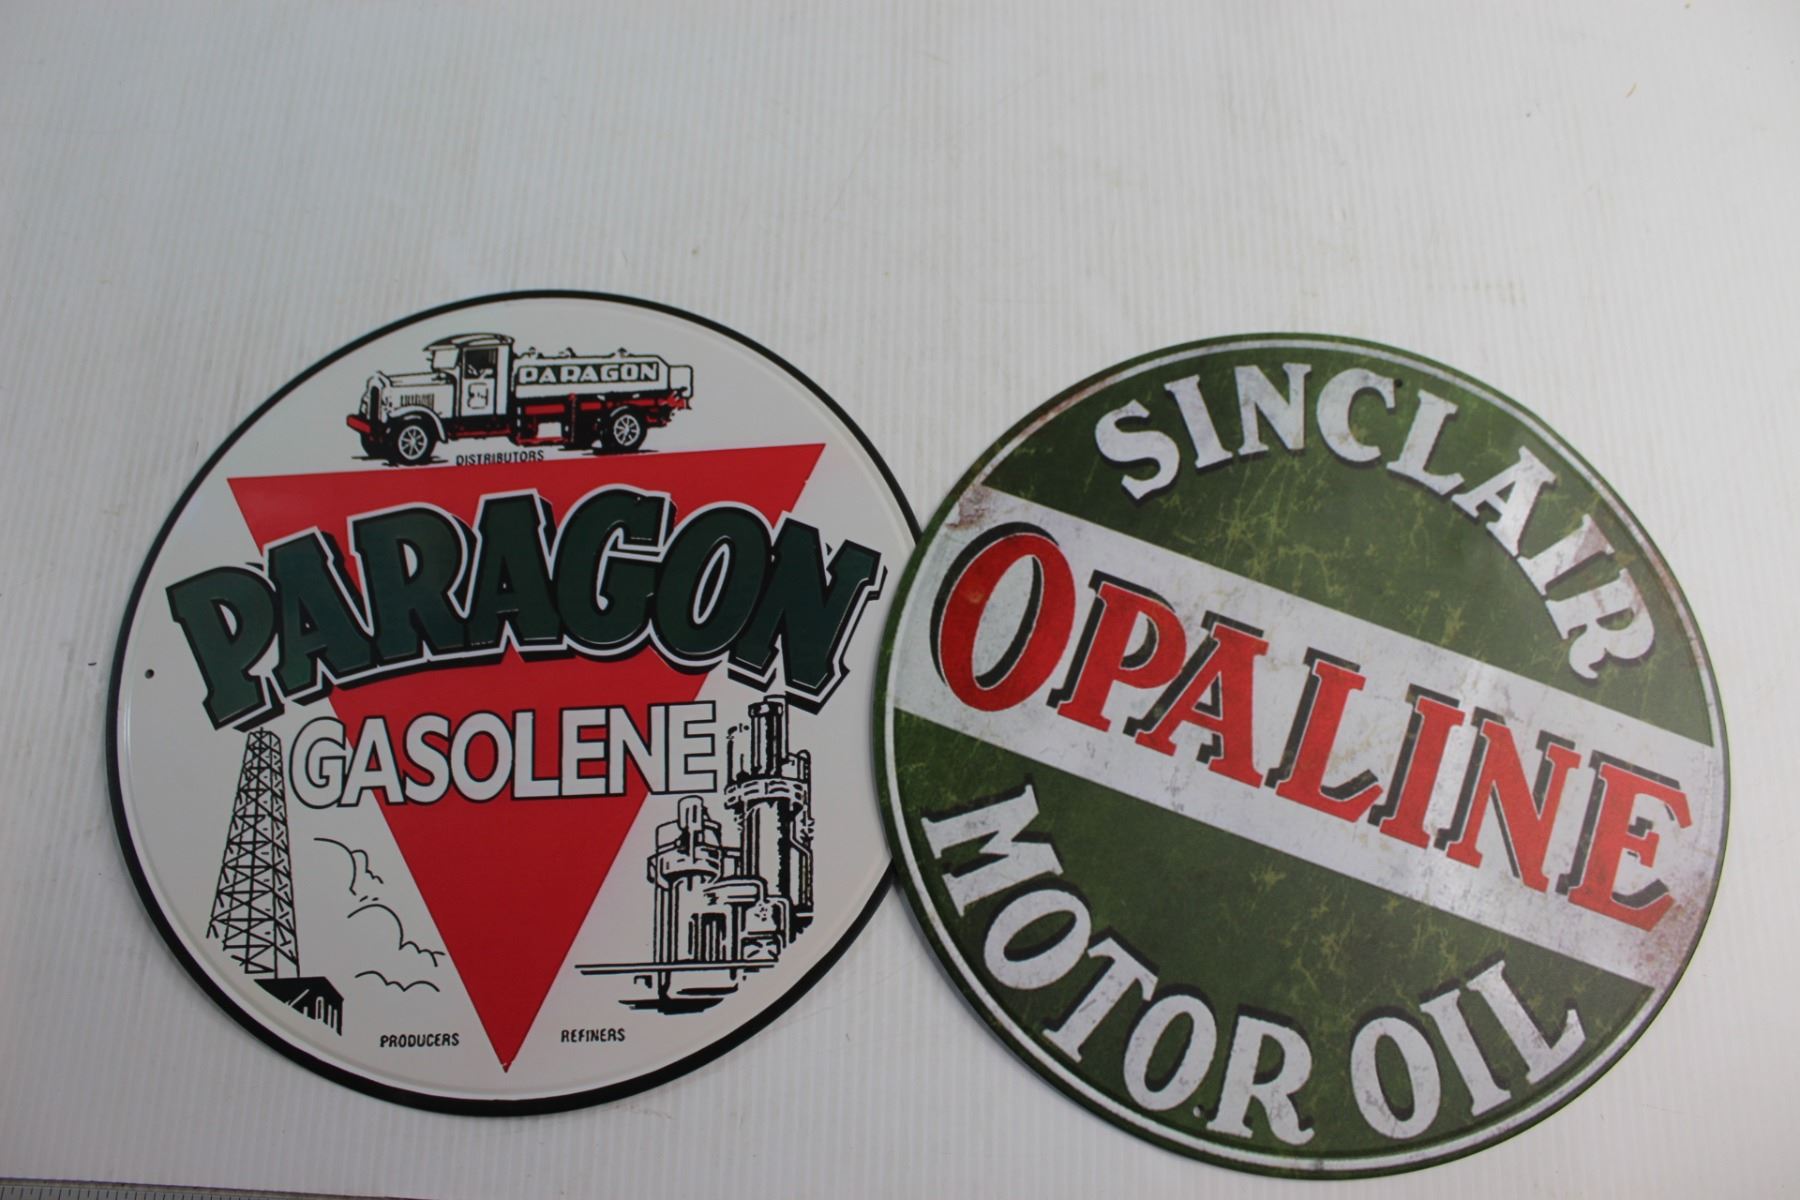 PARAGON
DISTRIBUTORS
PARAGON
GASOLENE
PRODUCERS
REFINERS
SINCLAIR
OPALINE
MOTOR OIL